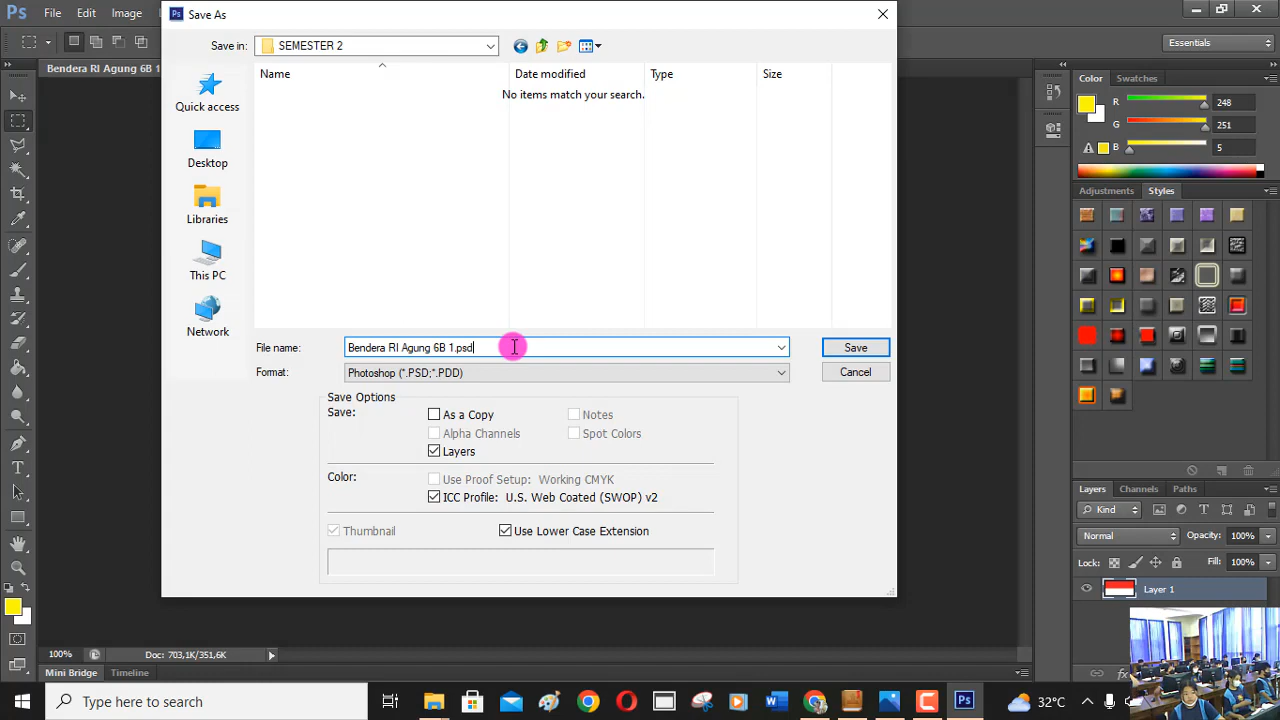 Ps File Ed Save As
Save in: SEMESTER 2
Essentials
Bendera RI Agung 6B 1
Name Date modified Type Size
No items match your search.
Quick access
Desktop
Libraries
This PC
Network
File name: Bendera RI Agung 6B 1.psd Save
Format: Photoshop (*.PSD;*.PDD) Cancel
Save Options
Save: As a Copy Notes
Alpha Channels Spot Colors
Layers
Color: Use Proof Setup: Working CMYK
ICC Profile: U.S. Web Coated (SWOP) v2
Thumbnail Use Lower Case Extension
Color Swatches
R 248
G 251
B 5
Adjustments Styles
Layers Channels Paths
Kind
Normal Opacity: 100%
Lock: Fill: 100%
Layer 1
100% Doc: 703,1K/351,6K
Mini Bridge Timeline
Type here to search
32°C